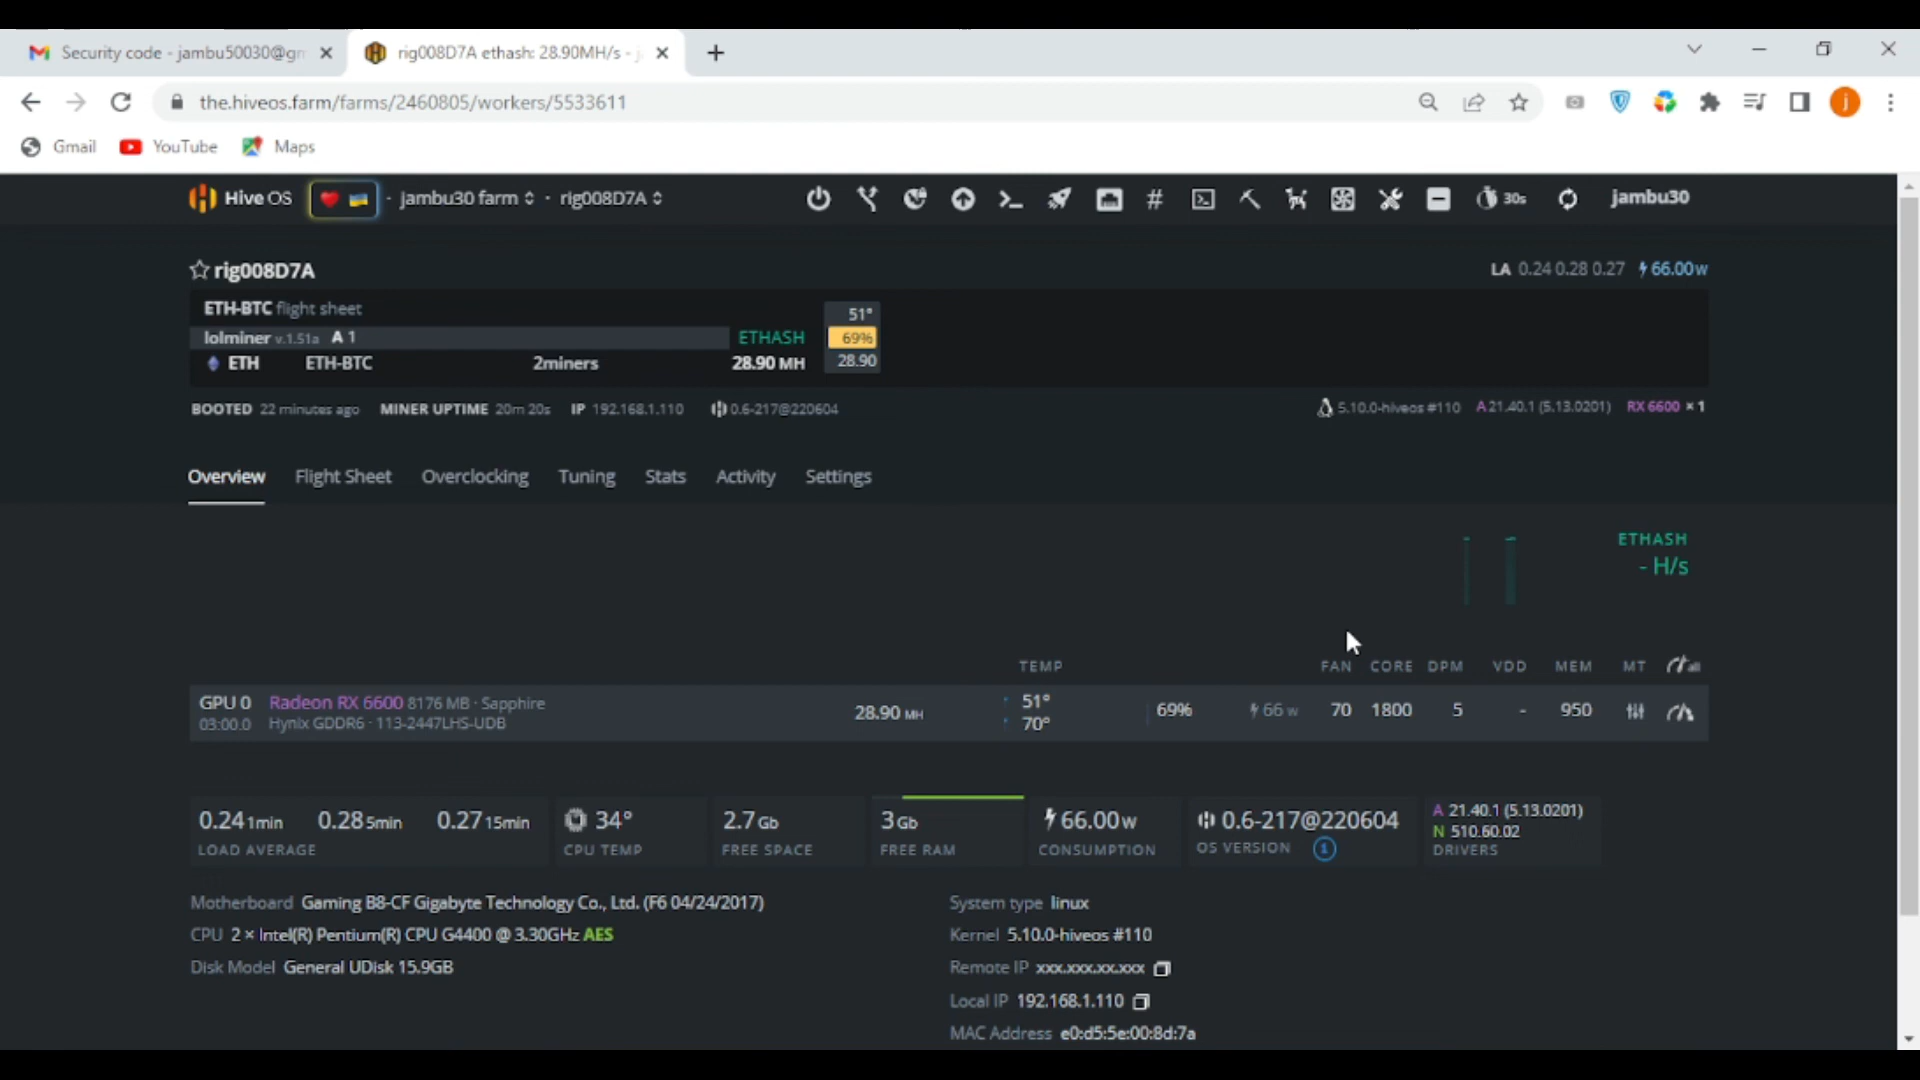 Security code - jambu50030@gm
rig008D7A ethash: 28.90MH/s - j
the.hiveos.farm/farms/2460805/workers/5533611
j
Gmail YouTube Maps
Hive OS · jambu30 farm · rig008D7A 30s jambu30
rig008D7A LA 0.24 0.28 0.27 66.00w
ETH-BTC flight sheet 51°
lolminer v.1.51a A 1 ETHASH 69%
ETH ETH-BTC 2miners 28.90 MH 28.90
BOOTED 22 minutes ago MINER UPTIME 20m 20s IP 192.168.1.110 0.6-217@220604 5.10.0-hiveos #110 A 21.40.1 (5.13.0201) RX 6600 × 1
Overview Flight Sheet Overclocking Tuning Stats Activity Settings
ETHASH
- H/s
TEMP FAN CORE DPM VDD MEM MT all
GPU 0 Radeon RX 6600 8176 MB · Sapphire 28.90 MH 51° 69% 66 w 70 1800 5 - 950
03:00.0 Hynix GDDR6 · 113-2447LHS-UDB 70°
0.24 1min 0.28 5min 0.27 15min 34° 2.7 Gb 3 Gb 66.00w 0.6-217@220604 A 21.40.1 (5.13.0201)
N 510.60.02
LOAD AVERAGE CPU TEMP FREE SPACE FREE RAM CONSUMPTION OS VERSION 1 DRIVERS
Motherboard Gaming B8-CF Gigabyte Technology Co., Ltd. (F6 04/24/2017) System type linux
CPU 2 × Intel(R) Pentium(R) CPU G4400 @ 3.30GHz AES Kernel 5.10.0-hiveos #110
Disk Model General UDisk 15.9GB Remote IP xxx.xxx.xx.xxx
Local IP 192.168.1.110
MAC Address e0:d5:5e:00:8d:7a